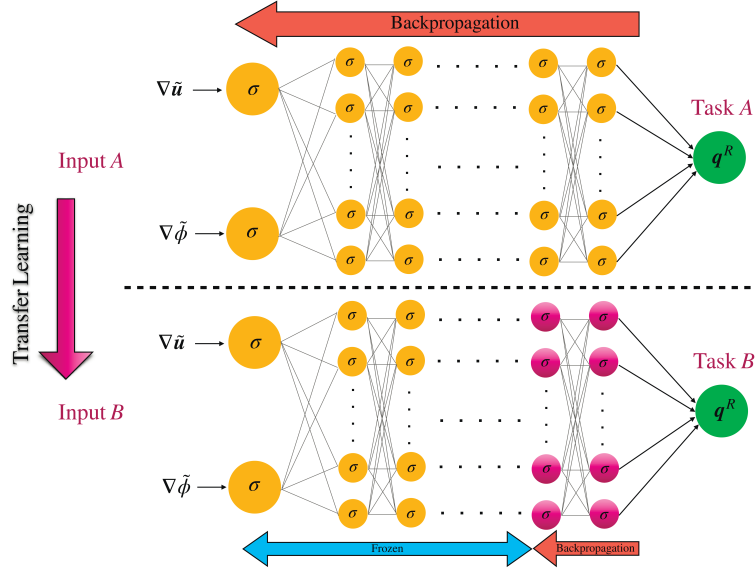 Backpropagation
σ σ σ σ
∇ũ σ
σ σ σ σ
Task A
Input A
q^R
∇ϕ̃ σ
σ σ σ σ
σ σ σ σ
Transfer Learning
σ σ σ σ
∇ũ σ
σ σ σ σ
Task B
Input B
q^R
∇ϕ̃ σ
σ σ σ σ
σ σ σ σ
Frozen
Backpropagation